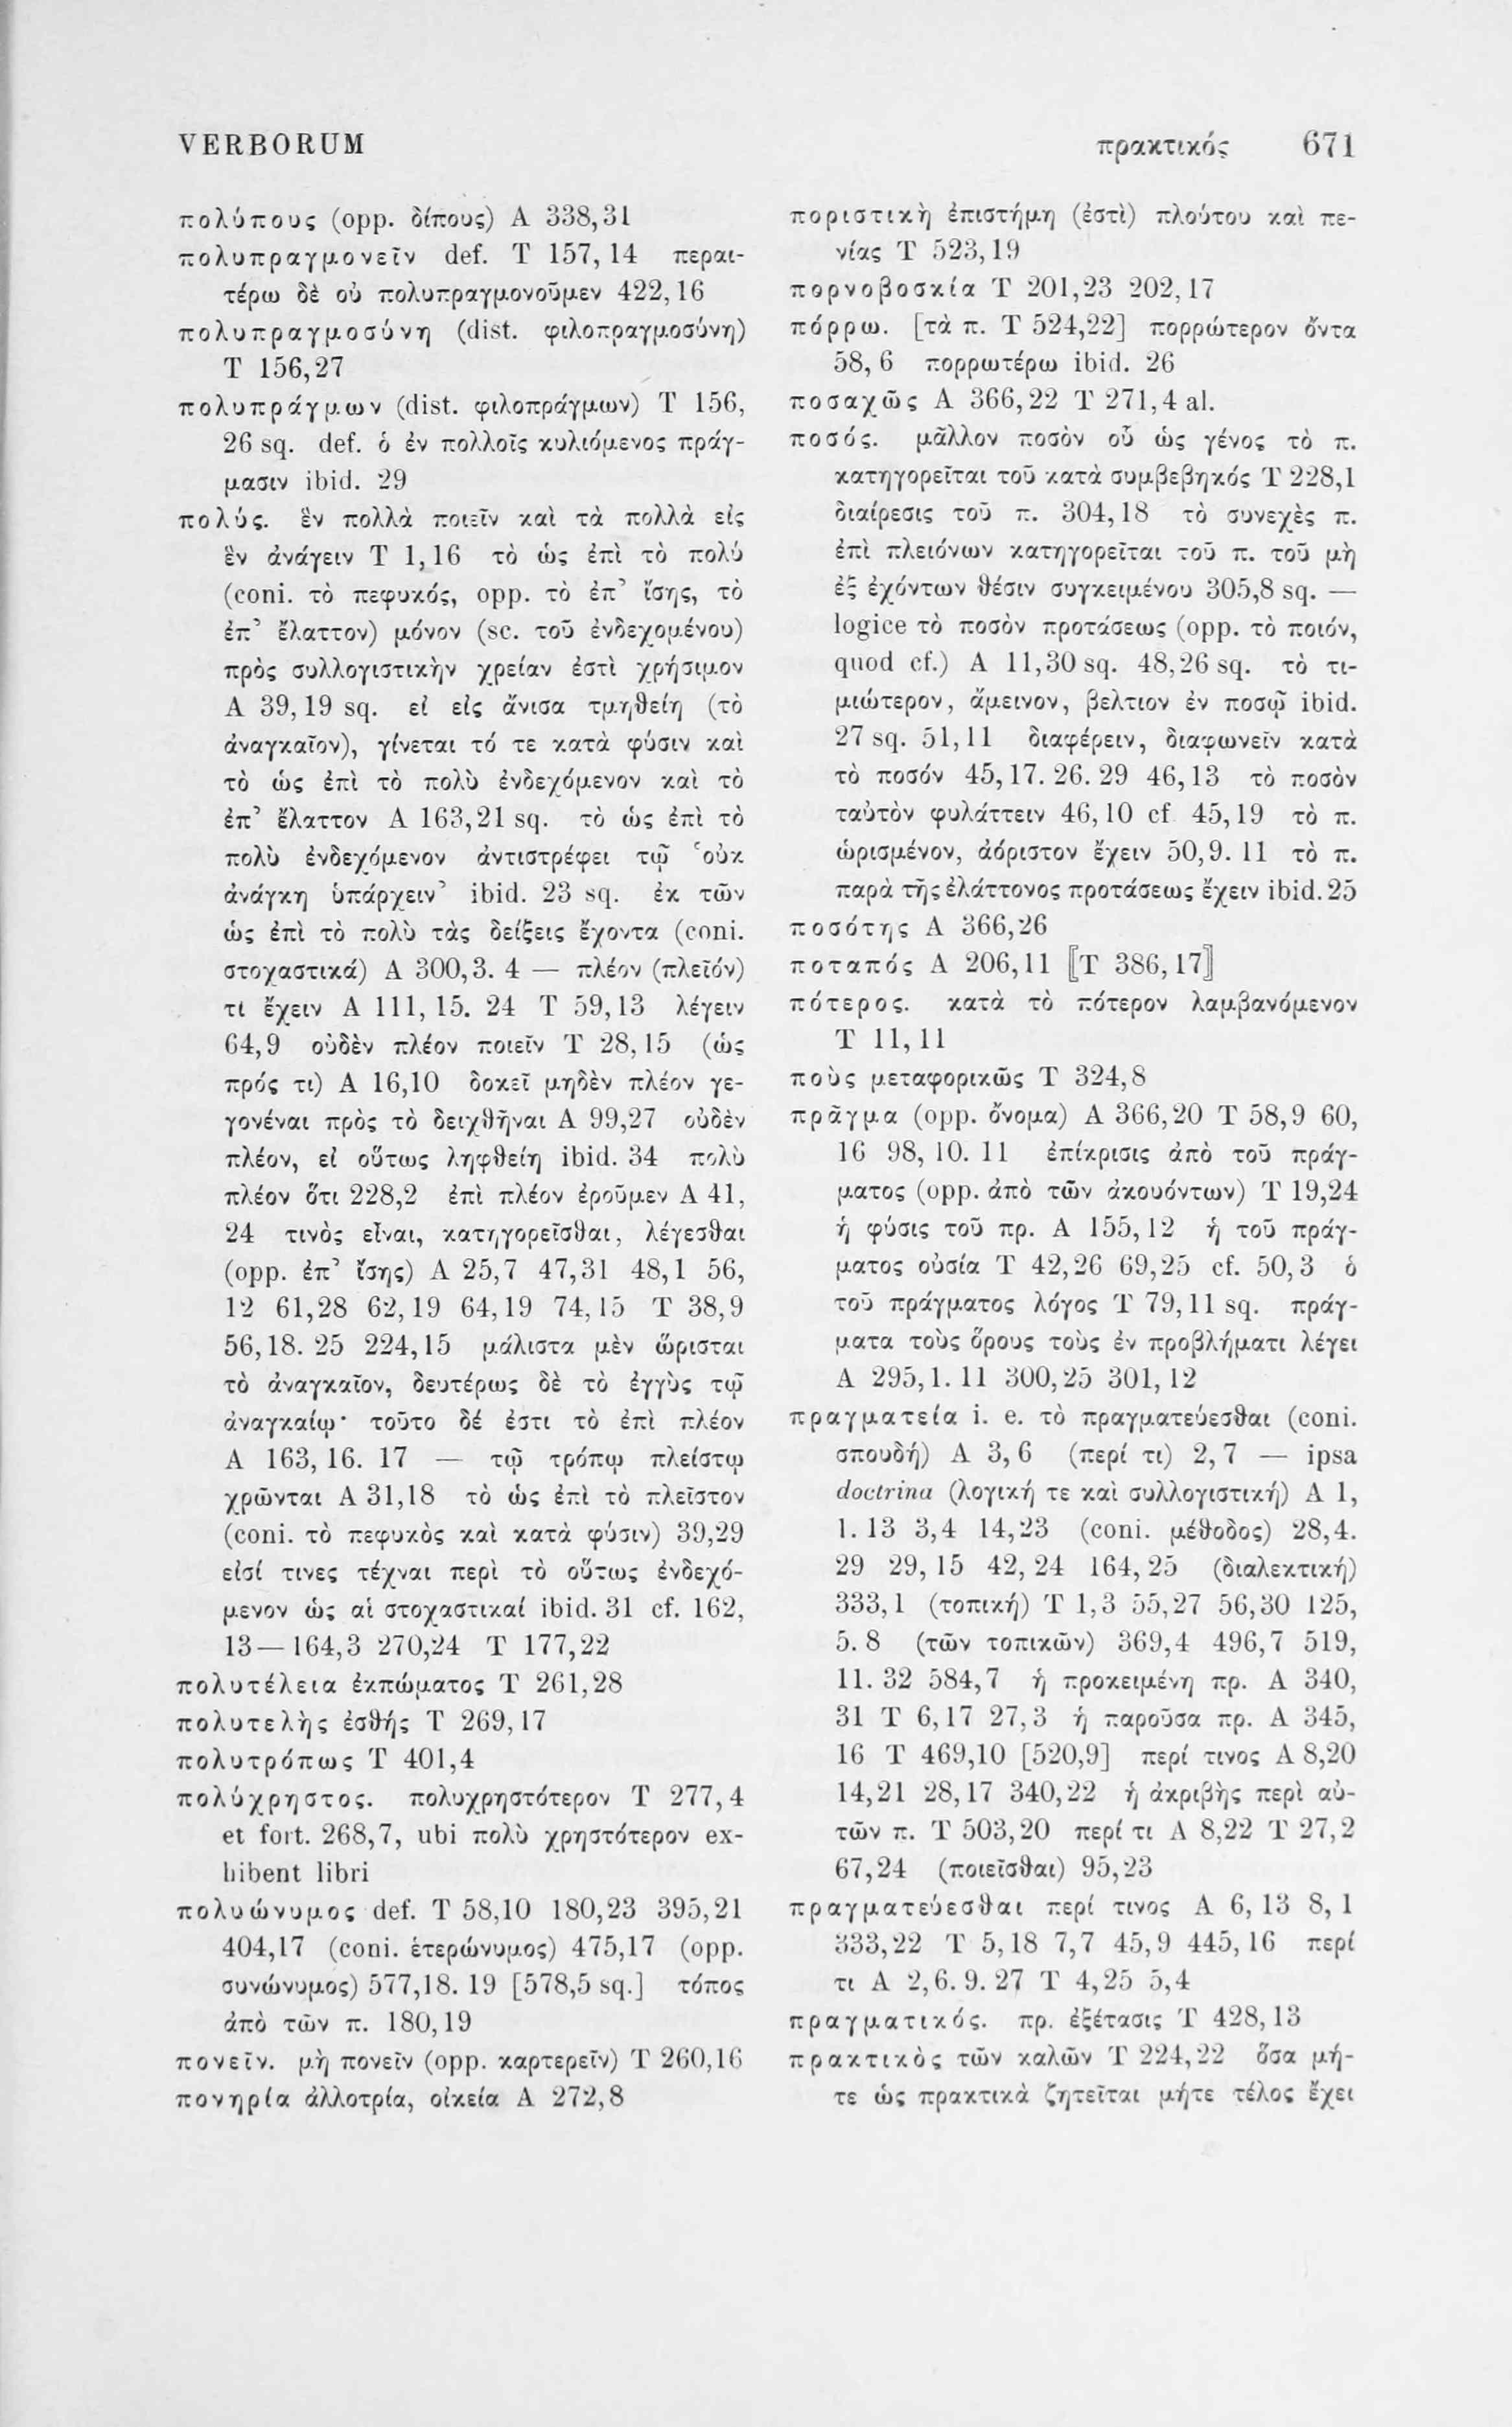 VERBORUM
πρακτικός 671
πολύπους (opp. δίπους) A 338,31
πολυπραγμονεῖν def. T 157,14 περαι-
τέρω δὲ οὐ πολυπραγμονοῦμεν 422,16
πολυπραγμοσύνη (dist. φιλοπραγμοσύνη)
T 156,27
πολυπράγμων (dist. φιλοπράγμων) T 156,
26 sq. def. ὁ ἐν πολλοῖς κυλιόμενος πράγ-
μασιν ibid. 29
πολύς. ἓν πολλὰ ποιεῖν καὶ τὰ πολλὰ εἰς
ἓν ἀνάγειν T 1,16 τὸ ὡς ἐπὶ τὸ πολύ
(coni. τὸ πεφυκός, opp. τὸ ἐπ’ ἴσης, τὸ
ἐπ’ ἔλαττον) μόνον (sc. τοῦ ἐνδεχομένου)
πρὸς συλλογιστικὴν χρείαν ἐστὶ χρήσιμον
A 39,19 sq. εἰ εἰς ἄνισα τμηθείη (τὸ
ἀναγκαῖον), γίνεται τό τε κατὰ φύσιν καὶ
τὸ ὡς ἐπὶ τὸ πολὺ ἐνδεχόμενον καὶ τὸ
ἐπ’ ἔλαττον A 163,21 sq. τὸ ὡς ἐπὶ τὸ
πολὺ ἐνδεχόμενον ἀντιστρέφει τῷ ‘οὐκ
ἀνάγκη ὑπάρχειν’ ibid. 23 sq. ἐκ τῶν
ὡς ἐπὶ τὸ πολὺ τὰς δείξεις ἔχοντα (coni.
στοχαστικά) A 300,3. 4 — πλέον (πλεῖόν)
τι ἔχειν A 111,15. 24 T 59,13 λέγειν
64,9 οὐδὲν πλέον ποιεῖν T 28,15 (ὡς
πρός τι) A 16,10 δοκεῖ μηδὲν πλέον γε-
γονέναι πρὸς τὸ δειχθῆναι A 99,27 οὐδὲν
πλέον, εἰ οὕτως ληφθείη ibid. 34 πολὺ
πλέον ὅτι 228,2 ἐπὶ πλέον ἐροῦμεν A 41,
24 τινὸς εἶναι, κατηγορεῖσθαι, λέγεσθαι
(opp. ἐπ’ ἴσης) A 25,7 47,31 48,1 56,
12 61,28 62,19 64,19 74,15 T 38,9
56,18. 25 224,15 μάλιστα μὲν ὥρισται
τὸ ἀναγκαῖον, δευτέρως δὲ τὸ ἐγγὺς τῷ
ἀναγκαίῳ· τοῦτο δέ ἐστι τὸ ἐπὶ πλέον
A 163,16. 17 — τῷ τρόπῳ πλείστῳ
χρῶνται A 31,18 τὸ ὡς ἐπὶ τὸ πλεῖστον
(coni. τὸ πεφυκὸς καὶ κατὰ φύσιν) 39,29
εἰσί τινες τέχναι περὶ τὸ οὕτως ἐνδεχό-
μενον ὡς αἱ στοχαστικαί ibid. 31 cf. 162,
13—164,3 270,24 T 177,22
πολυτέλεια ἐκπώματος T 261,28
πολυτελὴς ἐσθής T 269,17
πολυτρόπως T 401,4
πολύχρηστος. πολυχρηστότερον T 277,4
et fort. 268,7, ubi πολὺ χρηστότερον ex-
hibent libri
πολυώνυμος def. T 58,10 180,23 395,21
404,17 (coni. ἑτερώνυμος) 475,17 (opp.
συνώνυμος) 577,18. 19 [578,5 sq.] τόπος
ἀπὸ τῶν π. 180,19
πονεῖν. μὴ πονεῖν (opp. καρτερεῖν) T 260,16
πονηρία ἀλλοτρία, οἰκεία A 272,8
ποριστικὴ ἐπιστήμη (ἐστὶ) πλούτου καὶ πε-
νίας T 523,19
πορνοβοσκία T 201,23 202,17
πόρρω. [τὰ π. T 524,22] πορρώτερον ὄντα
58,6 πορρωτέρω ibid. 26
ποσαχῶς A 366,22 T 271,4 al.
ποσός. μᾶλλον ποσὸν οὗ ὡς γένος τὸ π.
κατηγορεῖται τοῦ κατὰ συμβεβηκός T 228,1
διαίρεσις τοῦ π. 304,18 τὸ συνεχὲς π.
ἐπὶ πλειόνων κατηγορεῖται τοῦ π. τοῦ μὴ
ἐξ ἐχόντων θέσιν συγκειμένου 305,8 sq. —
logice τὸ ποσὸν προτάσεως (opp. τὸ ποιόν,
quod cf.) A 11,30 sq. 48,26 sq. τὸ τι-
μιώτερον, ἄμεινον, βελτιον ἐν ποσῷ ibid.
27 sq. 51,11 διαφέρειν, διαφωνεῖν κατὰ
τὸ ποσόν 45,17. 26. 29 46,13 τὸ ποσὸν
ταὐτὸν φυλάττειν 46,10 cf 45,19 τὸ π.
ὡρισμένον, ἀόριστον ἔχειν 50,9. 11 τὸ π.
παρὰ τῆς ἐλάττονος προτάσεως ἔχειν ibid. 25
ποσότης A 366,26
ποταπός A 206,11 ⟦T 386,17⟧
πότερος. κατὰ τὸ πότερον λαμβανόμενον
T 11,11
ποὺς μεταφορικῶς T 324,8
πρᾶγμα (opp. ὄνομα) A 366,20 T 58,9 60,
16 98,10. 11 ἐπίκρισις ἀπὸ τοῦ πράγ-
ματος (opp. ἀπὸ τῶν ἀκουόντων) T 19,24
ἡ φύσις τοῦ πρ. A 155,12 ἡ τοῦ πράγ-
ματος οὐσία T 42,26 69,25 cf. 50,3 ὁ
τοῦ πράγματος λόγος T 79,11 sq. πράγ-
ματα τοὺς ὅρους τοὺς ἐν προβλήματι λέγει
A 295,1. 11 300,25 301,12
πραγματεία i. e. τὸ πραγματεύεσθαι (coni.
σπουδή) A 3,6 (περί τι) 2,7 — ipsa
doctrina (λογική τε καὶ συλλογιστική) A 1,
1. 13 3,4 14,23 (coni. μέθοδος) 28,4.
29 29,15 42,24 164,25 (διαλεκτική)
333,1 (τοπική) T 1,3 55,27 56,30 125,
5. 8 (τῶν τοπικῶν) 369,4 496,7 519,
11. 32 584,7 ἡ προκειμένη πρ. A 340,
31 T 6,17 27,3 ἡ παροῦσα πρ. A 345,
16 T 469,10 [520,9] περί τινος A 8,20
14,21 28,17 340,22 ἡ ἀκριβὴς περὶ αὐ-
τῶν π. T 503,20 περί τι A 8,22 T 27,2
67,24 (ποιεῖσθαι) 95,23
πραγματεύεσθαι περί τινος A 6,13 8,1
333,22 T 5,18 7,7 45,9 445,16 περί
τι A 2,6. 9. 27 T 4,25 5,4
πραγματικός. πρ. ἐξέτασις T 428,13
πρακτικὸς τῶν καλῶν T 224,22 ὅσα μή-
τε ὡς πρακτικὰ ζητεῖται μήτε τέλος ἔχει